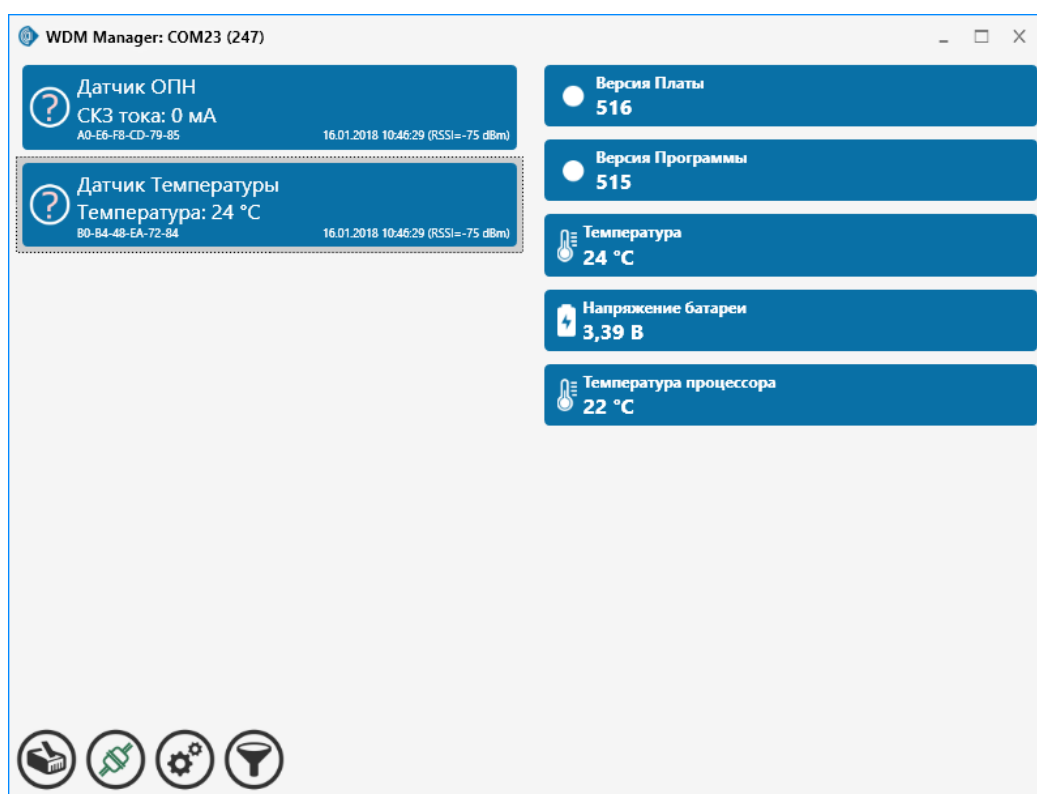 WDM Manager: COM23 (247)
Датчик ОПН
СКЗ тока: 0 мА
A0-E6-F8-CD-79-85 16.01.2018 10:46:29 (RSSI=-75 dBm)
Датчик Температуры
Температура: 24 °C
B0-B4-48-EA-72-84 16.01.2018 10:46:29 (RSSI=-75 dBm)
Версия Платы
516
Версия Программы
515
Температура
24 °C
Напряжение батареи
3,39 В
Температура процессора
22 °C